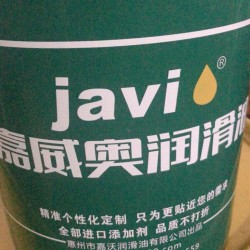 javi®
嘉威奥润滑油
精准个性化定制 只为更贴近您的需求
全部进口添加剂 品质不打折
惠州市嘉沃润滑油有限公司出品